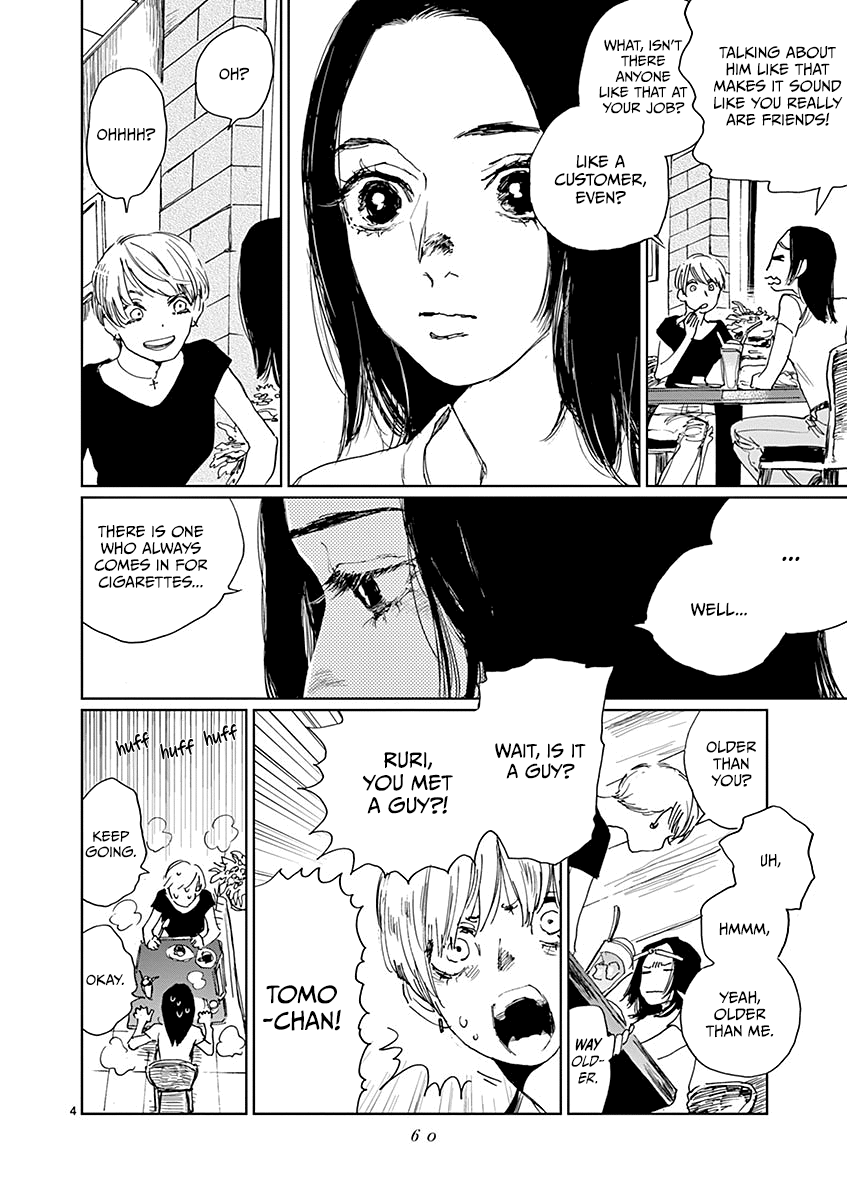 TALKING ABOUT
HIM LIKE THAT
MAKES IT SOUND
LIKE YOU REALLY
ARE FRIENDS!
WHAT, ISN'T
THERE
ANYONE
LIKE THAT AT
YOUR JOB?
LIKE A
CUSTOMER,
EVEN?
OH?
OHHHH?
...
WELL...
THERE IS ONE
WHO ALWAYS
COMES IN FOR
CIGARETTES...
OLDER
THAN
YOU?
UH,
HMMM,
YEAH,
OLDER
THAN ME.
WAY
OLD-
ER.
WAIT, IS IT
A GUY?
RURI,
YOU MET
A GUY?!
TOMO
-CHAN!
huff
huff
huff
KEEP
GOING.
OKAY.
4
60